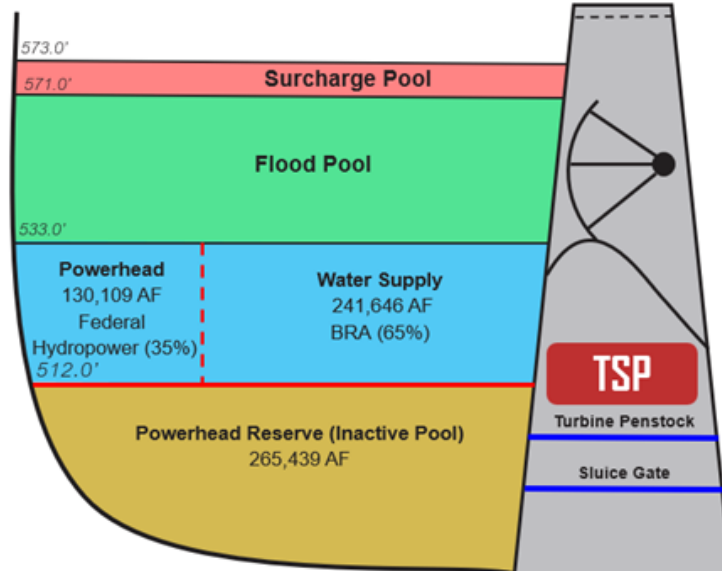 573.0'
Surcharge Pool
571.0'
Flood Pool
533.0'
Powerhead
130,109 AF
Federal
Hydropower (35%)
Water Supply
241,646 AF
BRA (65%)
512.0'
TSP
Turbine Penstock
Powerhead Reserve (Inactive Pool)
265,439 AF
Sluice Gate